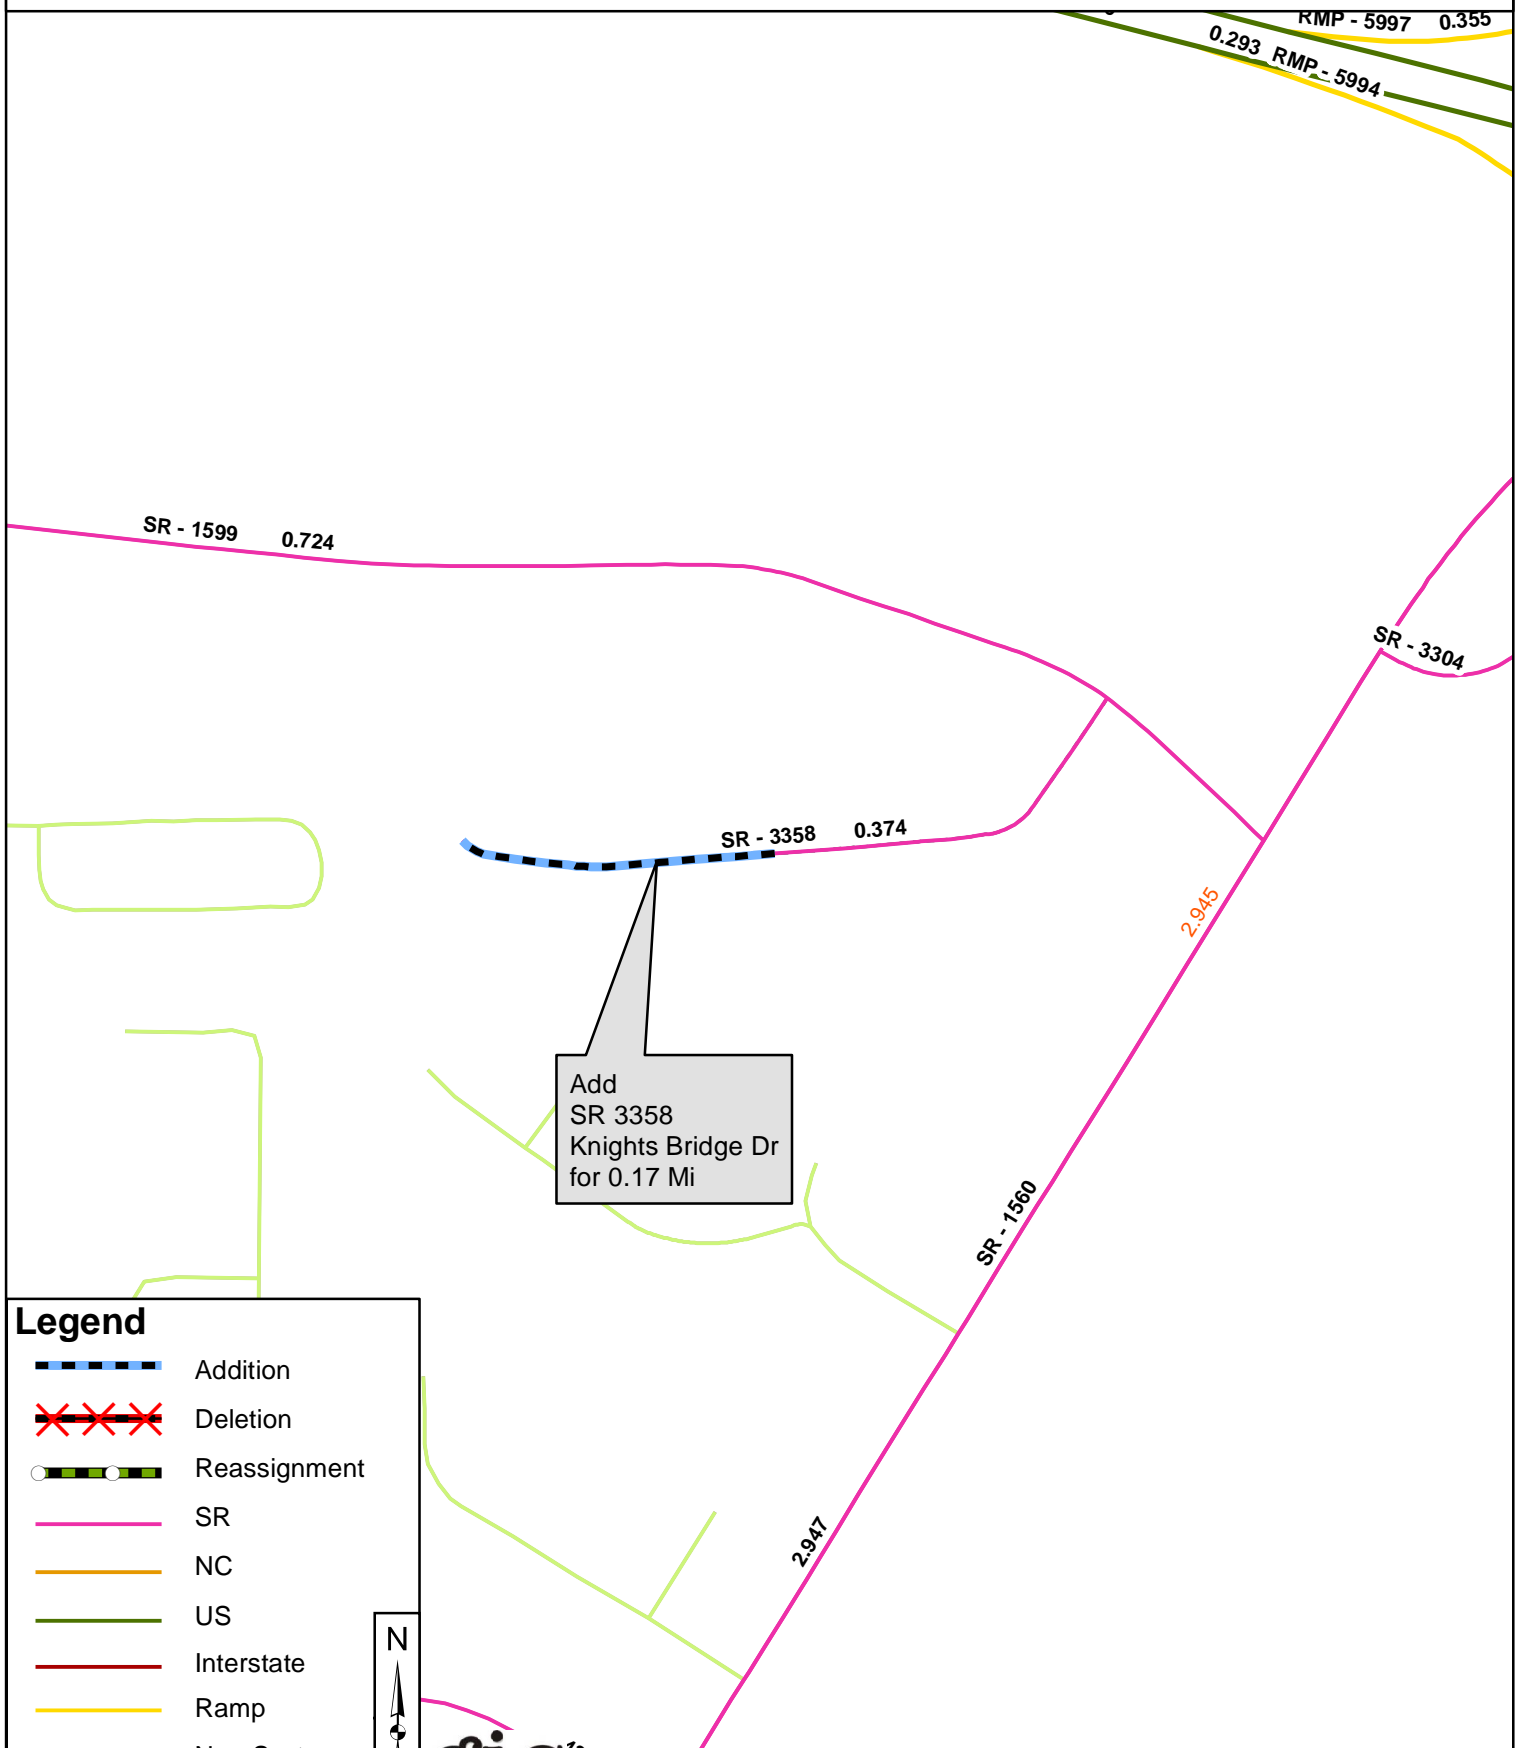 RMP - 5997 0.355
0.293 RMP - 5994
SR - 1599 0.724
SR - 3304
SR - 3358 0.374
2.945
Add
SR 3358
Knights Bridge Dr
for 0.17 Mi
SR - 1560
2.947
Legend
Addition
Deletion
Reassignment
SR
NC
US
Interstate
Ramp
N